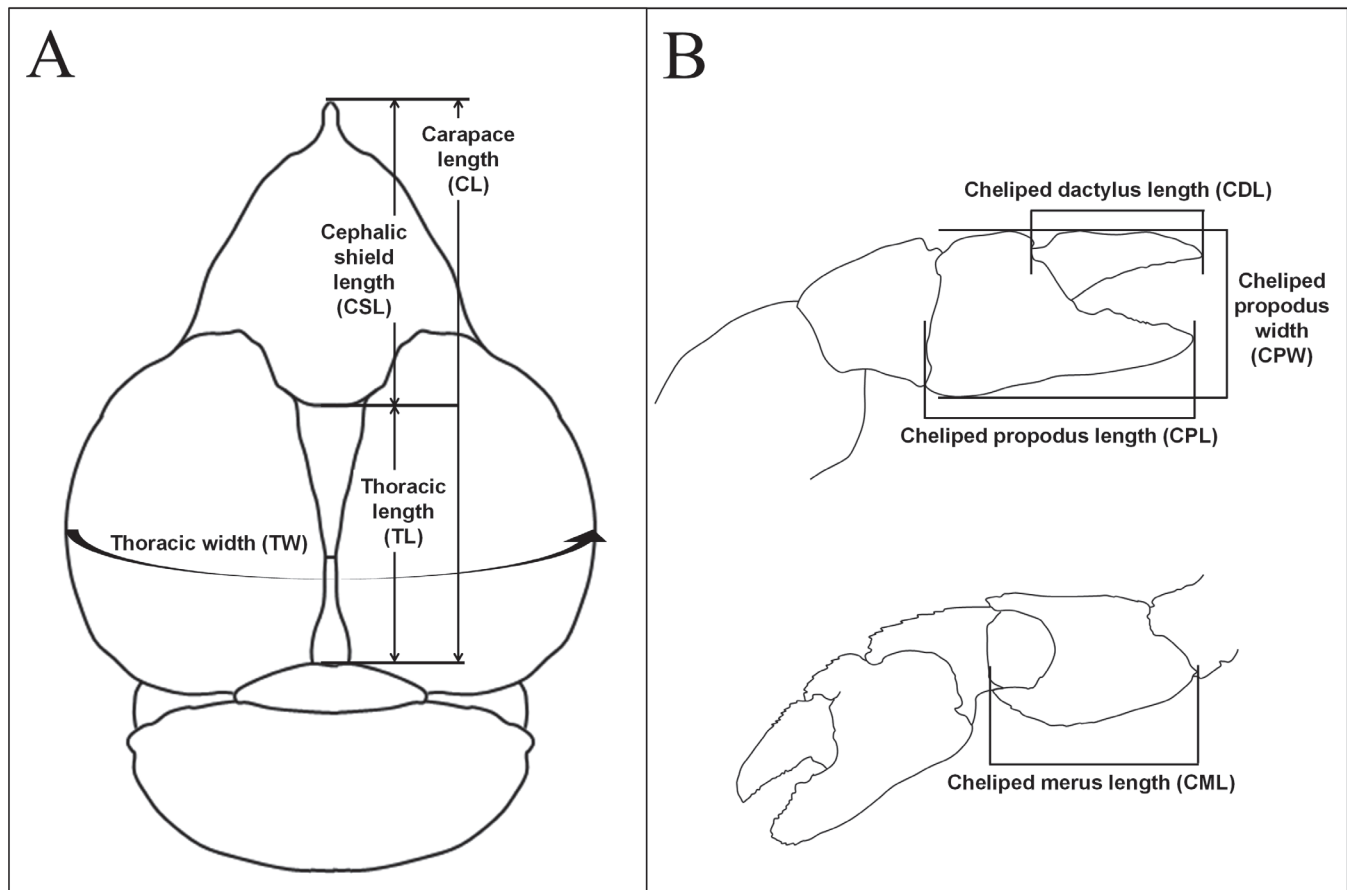 A
Carapace
length
(CL)
Cephalic
shield
length
(CSL)
Thoracic
length
(TL)
Thoracic width (TW)
B
Cheliped dactylus length (CDL)
Cheliped
propodus
width
(CPW)
Cheliped propodus length (CPL)
Cheliped merus length (CML)